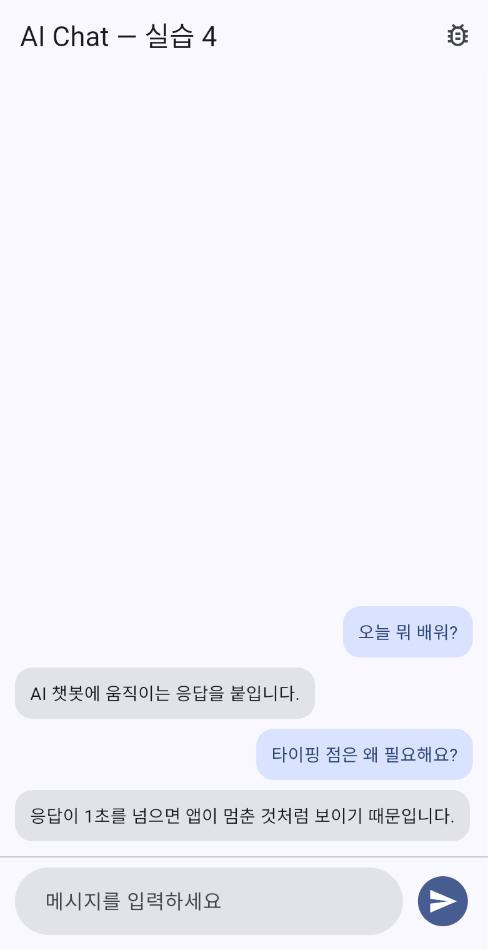 AI Chat — 실습 4
오늘 뭐 배워?
AI 챗봇에 움직이는 응답을 붙입니다.
타이핑 점은 왜 필요해요?
응답이 1초를 넘으면 앱이 멈춘 것처럼 보이기 때문입니다.
메시지를 입력하세요